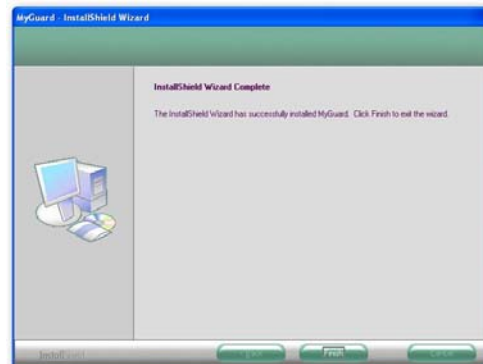 MyGuard - InstallShield Wizard
InstallShield Wizard Complete
The InstallShield Wizard has successfully installed MyGuard. Click Finish to exit the wizard.
InstallShield
Finish
Cancel